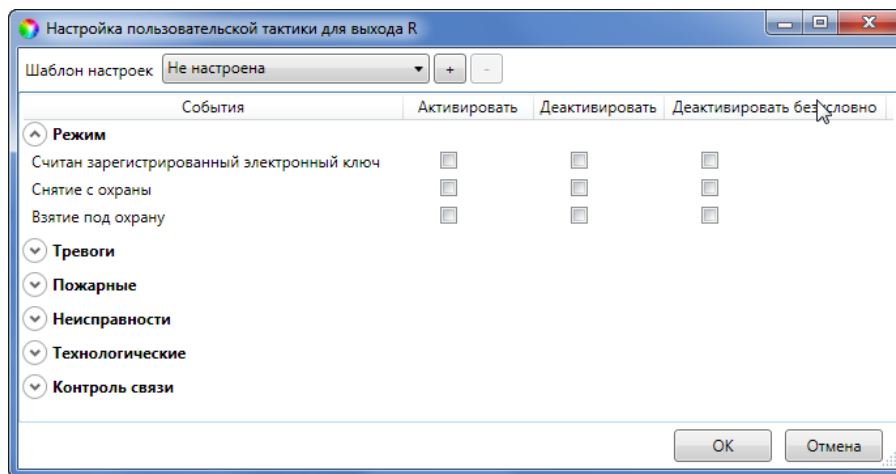 Настройка пользовательской тактики для выхода R
Шаблон настроек Не настроена + -
События Активировать Деактивировать Деактивировать безусловно
Режим
Считан зарегистрированный электронный ключ
Снятие с охраны
Взятие под охрану
Тревоги
Пожарные
Неисправности
Технологические
Контроль связи
OK Отмена